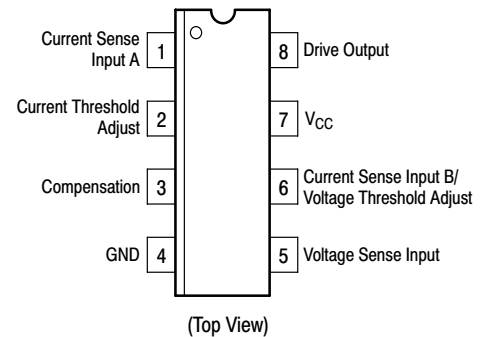 Current Sense
Input A
1
8
Drive Output
Current Threshold
Adjust
2
7
VCC
Compensation
3
6
Current Sense Input B/
Voltage Threshold Adjust
GND
4
5
Voltage Sense Input
(Top View)